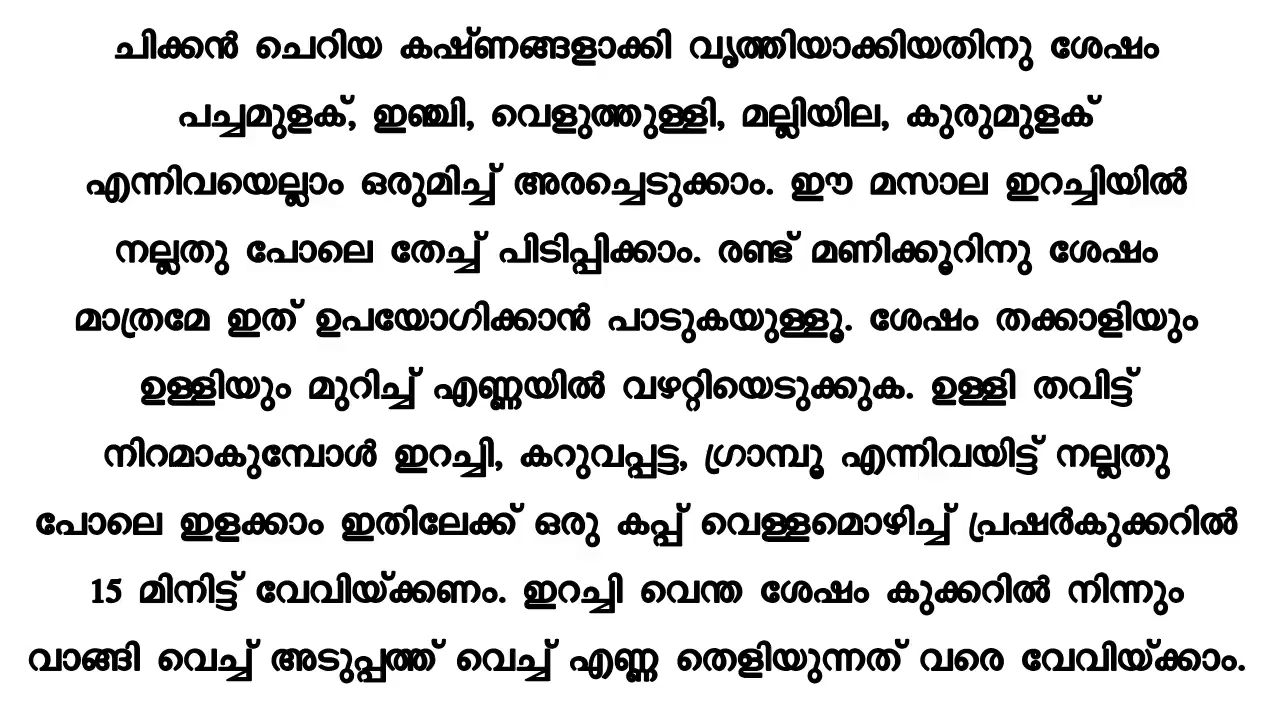 ചിക്കൻ ചെറിയ കഷ്ണങ്ങളാക്കി വൃത്തിയാക്കിയതിനു ശേഷം
പച്ചമുളക്, ഇഞ്ചി, വെളുത്തുള്ളി, മല്ലിയില, കുരുമുളക്
എന്നിവയെല്ലാം ഒരുമിച്ച് അരച്ചെടുക്കാം. ഈ മസാല ഇറച്ചിയിൽ
നല്ലതു പോലെ തേച്ച് പിടിപ്പിക്കാം. രണ്ട് മണിക്കൂറിനു ശേഷം
മാത്രമേ ഇത് ഉപയോഗിക്കാൻ പാടുകയുള്ളൂ. ശേഷം തക്കാളിയും
ഉള്ളിയും മുറിച്ച് എണ്ണയിൽ വഴറ്റിയെടുക്കുക. ഉള്ളി തവിട്ട്
നിറമാകുമ്പോൾ ഇറച്ചി, കറുവപ്പട്ട, ഗ്രാമ്പൂ എന്നിവയിട്ട് നല്ലതു
പോലെ ഇളക്കാം ഇതിലേക്ക് ഒരു കപ്പ് വെള്ളമൊഴിച്ച് പ്രഷർകുക്കറിൽ
15 മിനിട്ട് വേവിയ്ക്കണം. ഇറച്ചി വെന്ത ശേഷം കുക്കറിൽ നിന്നും
വാങ്ങി വെച്ച് അടുപ്പത്ത് വെച്ച് എണ്ണ തെളിയുന്നത് വരെ വേവിയ്ക്കാം.